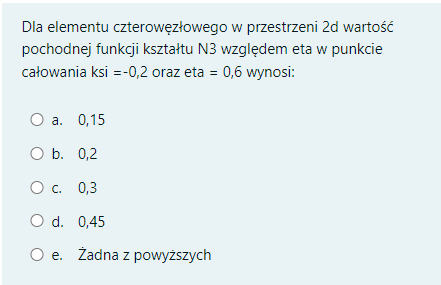 Dla elementu czterowęzłowego w przestrzeni 2d wartość
pochodnej funkcji kształtu N3 względem eta w punkcie
całowania ksi =-0,2 oraz eta = 0,6 wynosi:
a. 0,15
b. 0,2
c. 0,3
d. 0,45
e. Żadna z powyższych